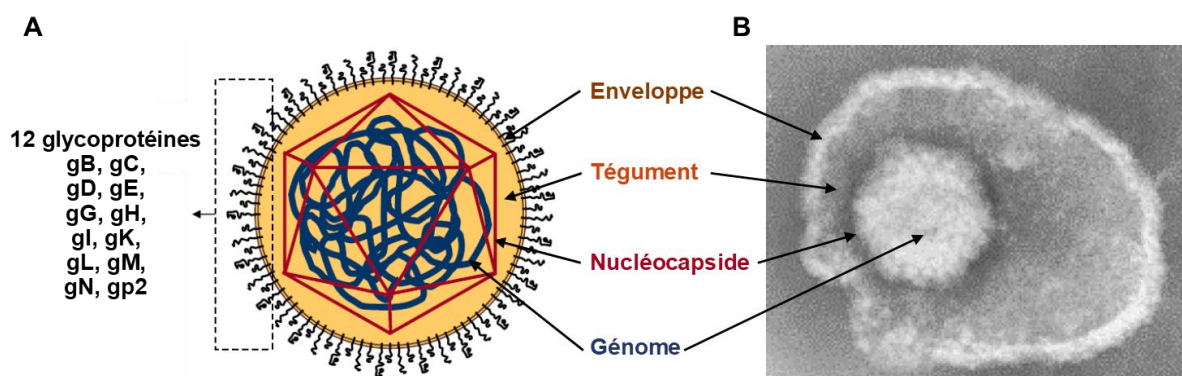 A
B
12 glycoprotéines
gB, gC,
gD, gE,
gG, gH,
gI, gK,
gL, gM,
gN, gp2
Enveloppe
Tégument
Nucléocapside
Génome